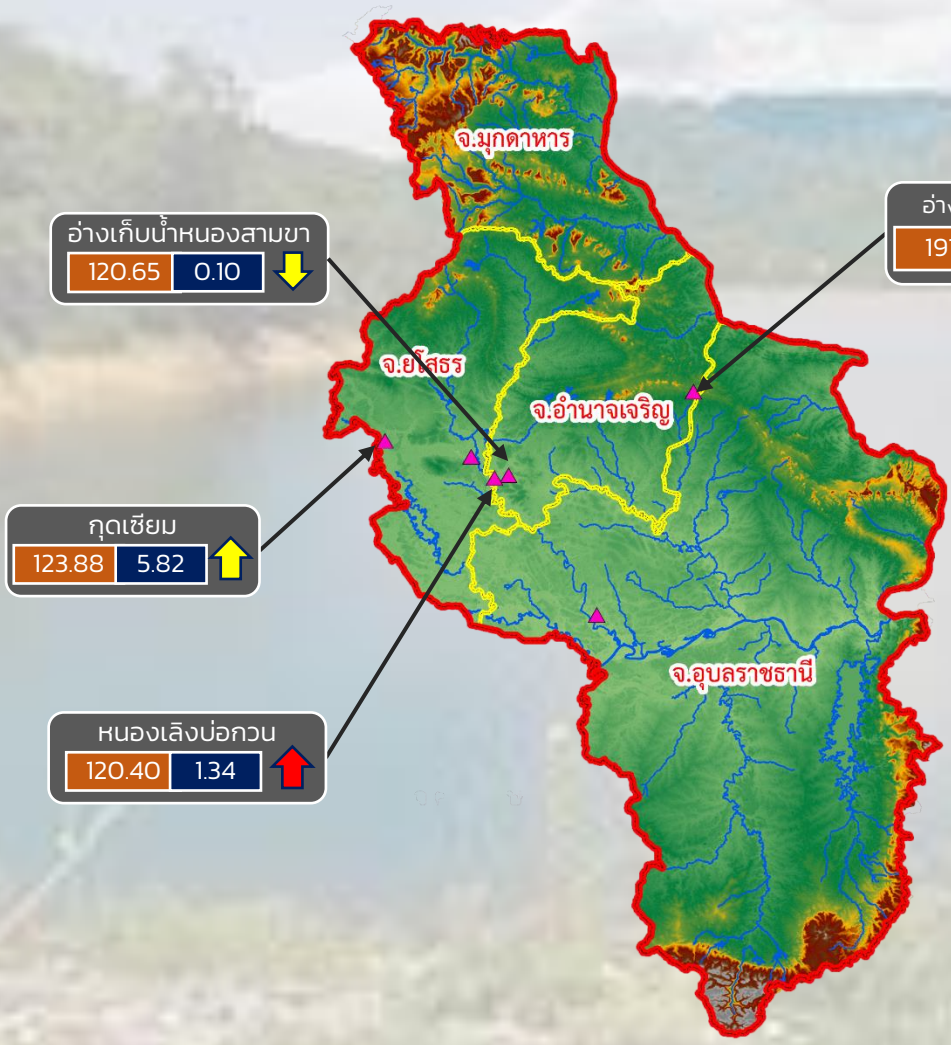 จ.มุกดาหาร
อ่างเก็บน้ำหนองสามขา
120.65 0.10
อ่าง
197
จ.ยโสธร
จ.อำนาจเจริญ
กุดเซียม
123.88 5.82
จ.อุบลราชธานี
หนองเลิงบ่อกวน
120.40 1.34